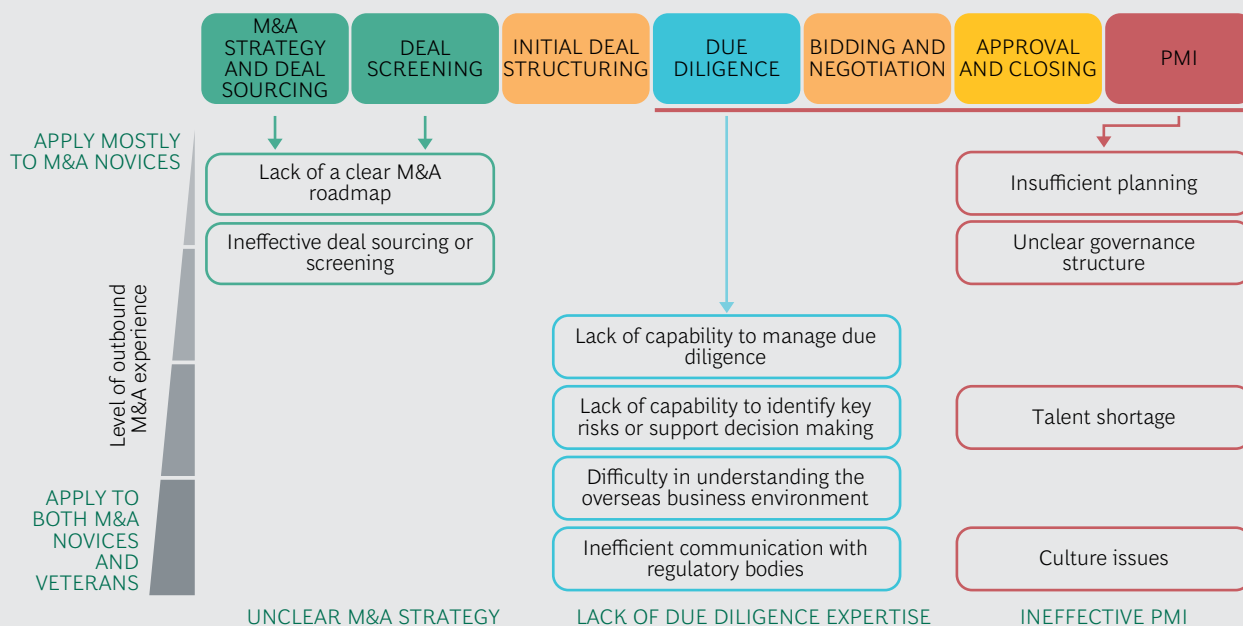 M&A
STRATEGY
AND DEAL
SOURCING
DEAL
SCREENING
INITIAL DEAL
STRUCTURING
DUE
DILIGENCE
BIDDING AND
NEGOTIATION
APPROVAL
AND CLOSING
PMI
APPLY MOSTLY
TO M&A NOVICES
Level of outbound
M&A experience
APPLY TO
BOTH M&A
NOVICES
AND
VETERANS
Lack of a clear M&A
roadmap
Ineffective deal sourcing or
screening
Lack of capability to manage due
diligence
Lack of capability to identify key
risks or support decision making
Difficulty in understanding the
overseas business environment
Inefficient communication with
regulatory bodies
Insufficient planning
Unclear governance
structure
Talent shortage
Culture issues
UNCLEAR M&A STRATEGY
LACK OF DUE DILIGENCE EXPERTISE
INEFFECTIVE PMI